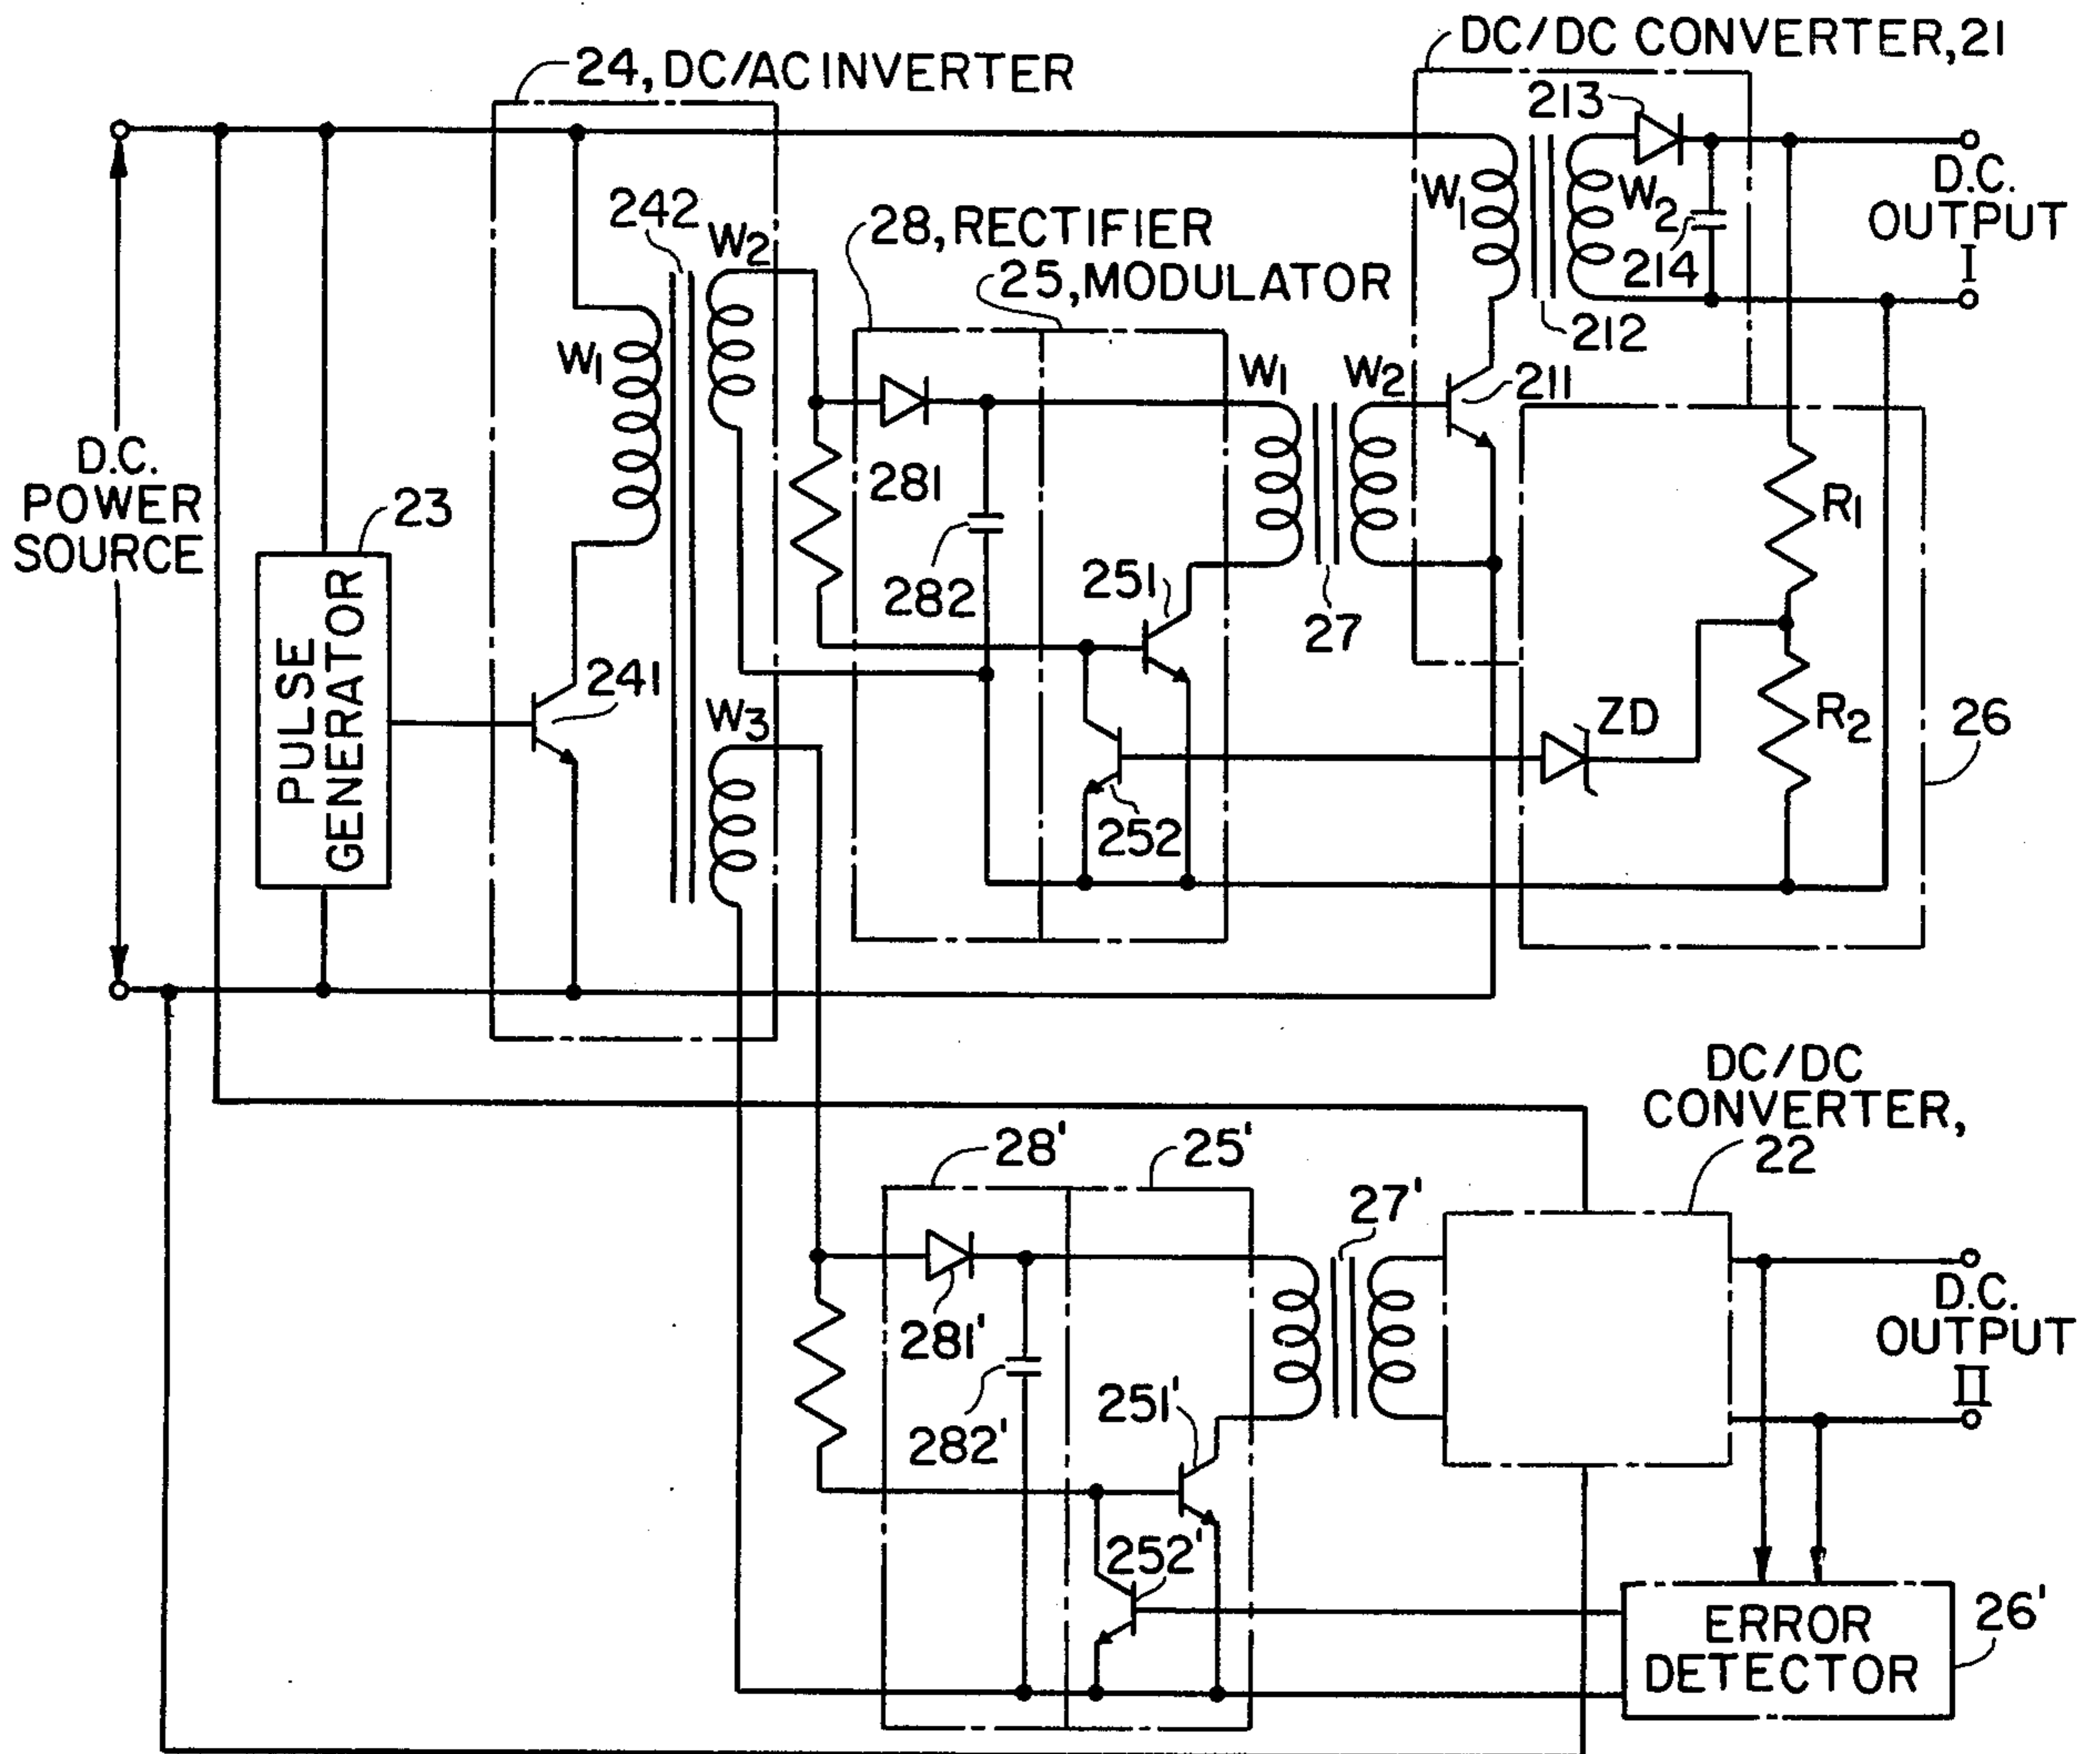 24, DC/AC INVERTER
DC/DC CONVERTER, 21
213
D.C.
OUTPUT
I
W1
W2
214
212
242
W2
28, RECTIFIER
25, MODULATOR
W1
W1
W2
211
D.C.
POWER
SOURCE
23
281
282
251
27
R1
PULSE
GENERATOR
241
W3
ZD
R2
26
252
DC/DC
CONVERTER,
22
28'
25'
27'
281'
282'
251'
D.C.
OUTPUT
II
252'
ERROR
DETECTOR
26'